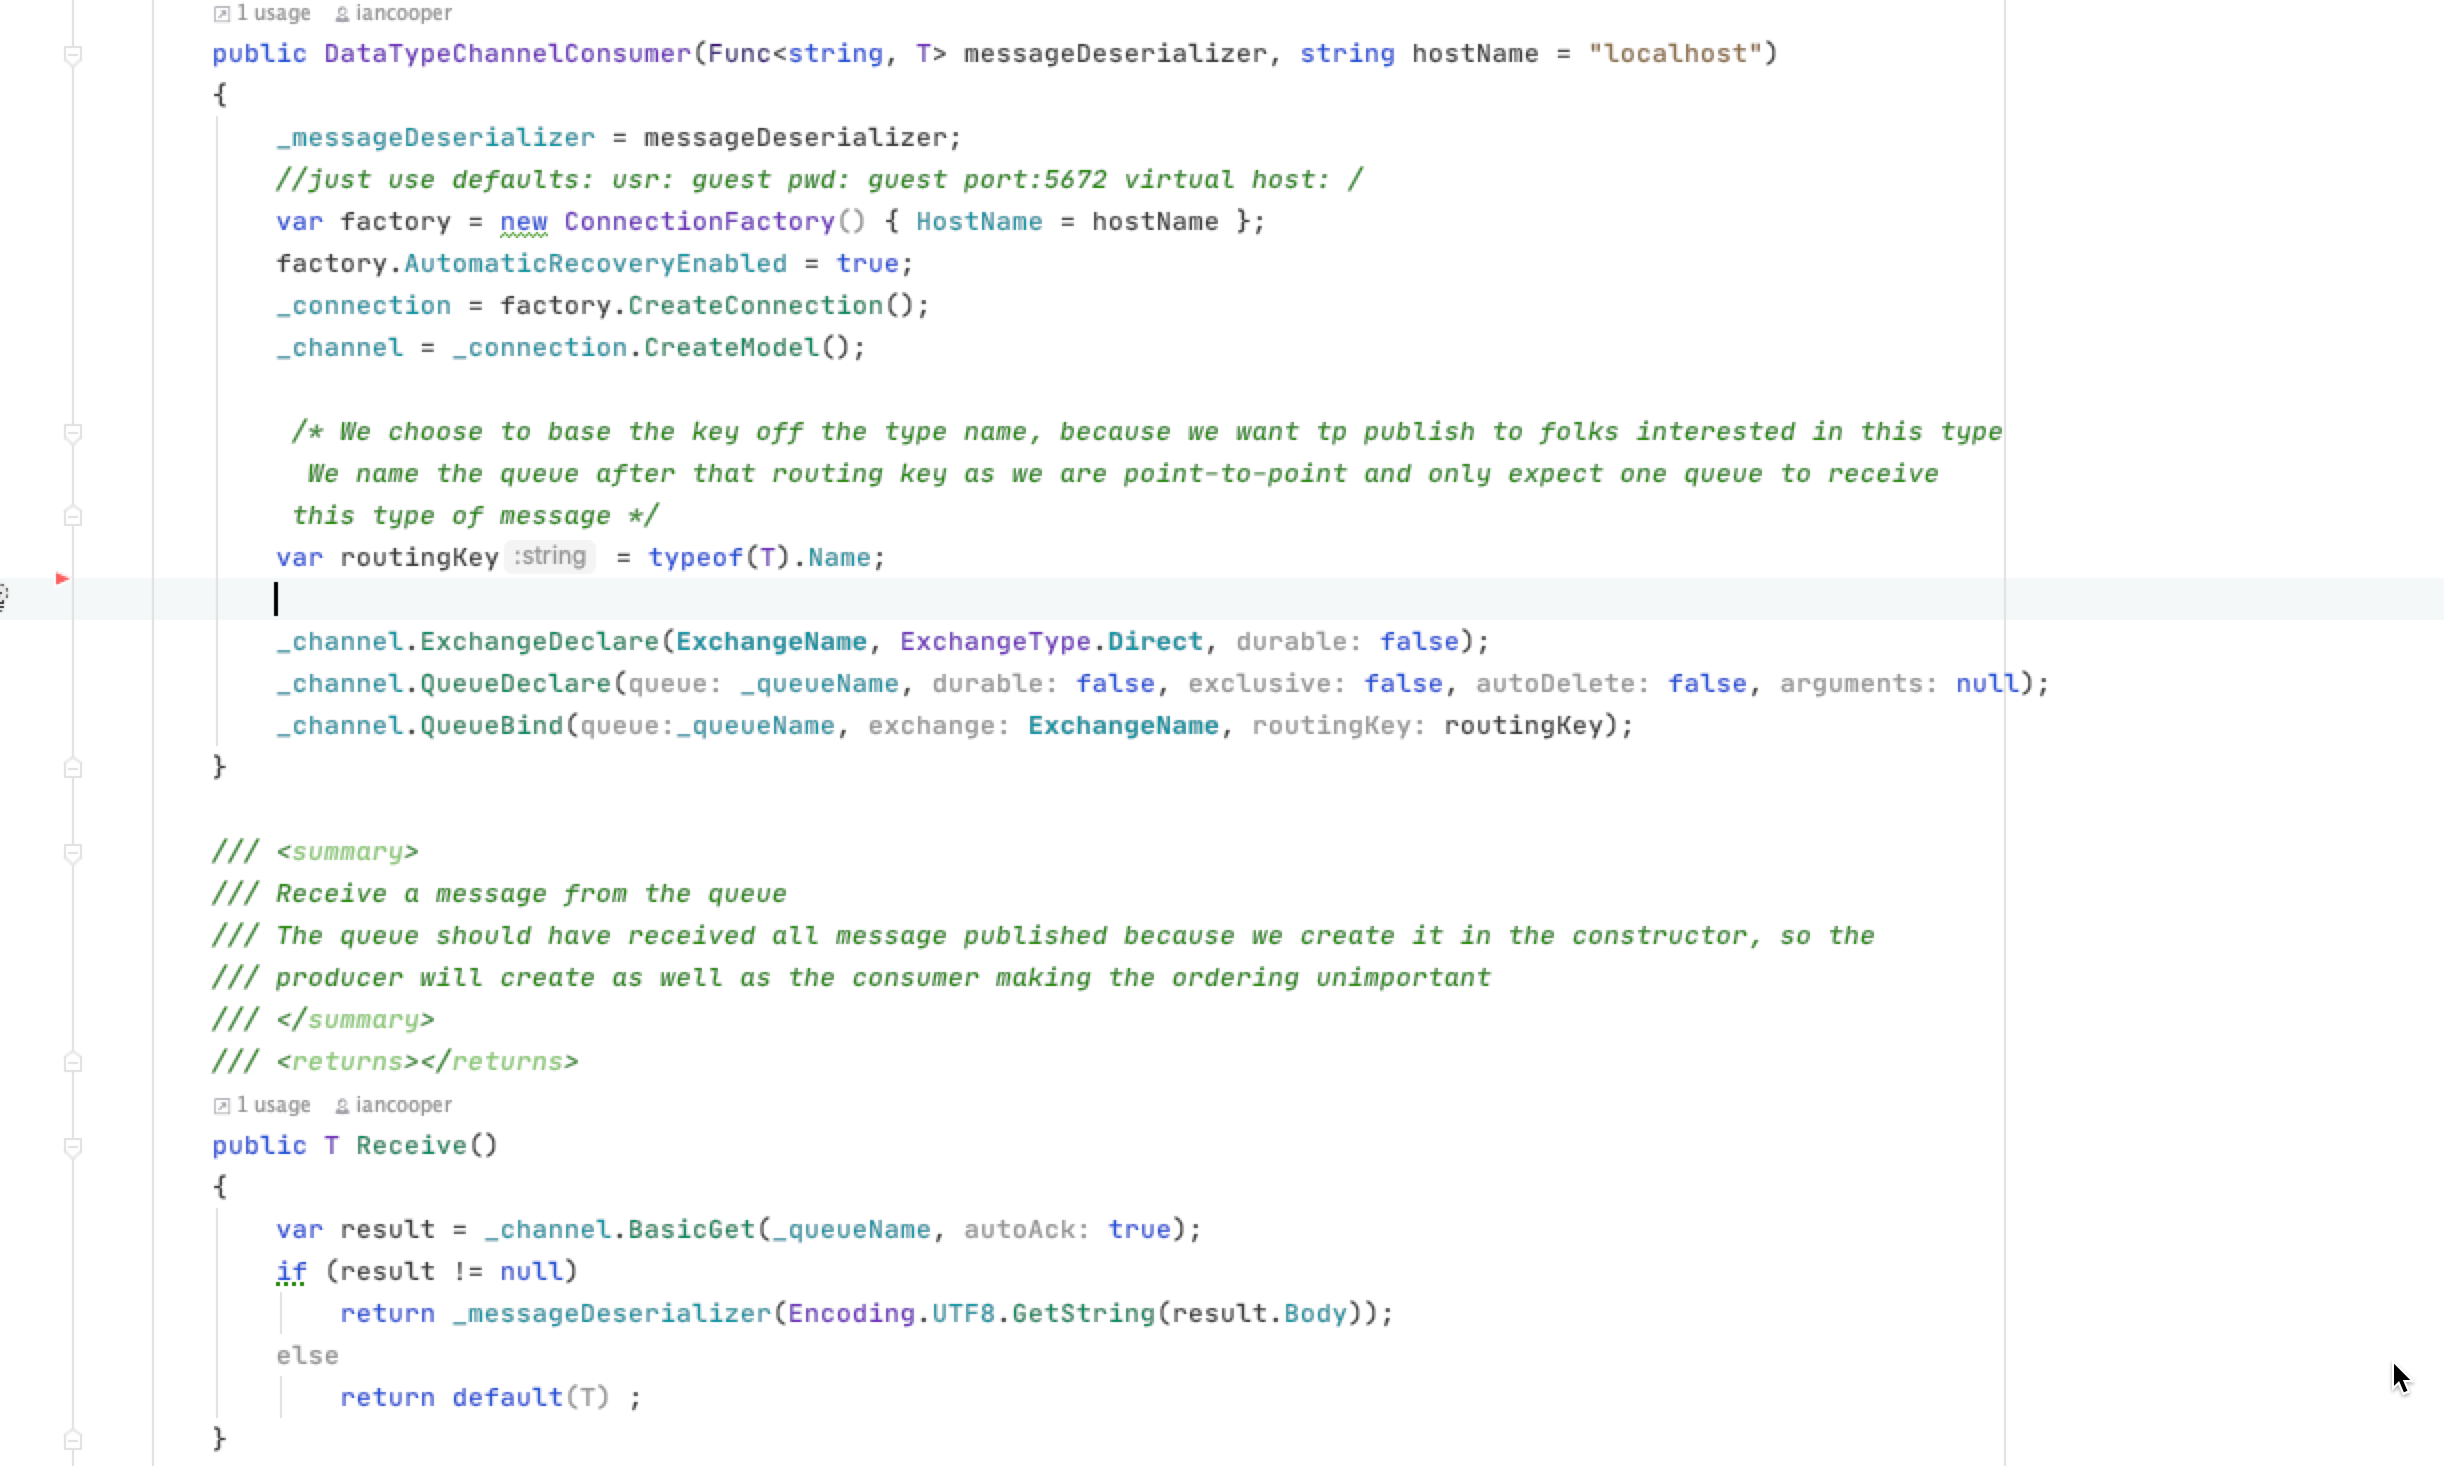 1 usage iancooper
public DataTypeChannelConsumer(Func<string, T> messageDeserializer, string hostName = "localhost")
{
_messageDeserializer = messageDeserializer;
//just use defaults: usr: guest pwd: guest port:5672 virtual host: /
var factory = new ConnectionFactory() { HostName = hostName };
factory.AutomaticRecoveryEnabled = true;
_connection = factory.CreateConnection();
_channel = _connection.CreateModel();
/* We choose to base the key off the type name, because we want tp publish to folks interested in this type
We name the queue after that routing key as we are point-to-point and only expect one queue to receive
this type of message */
var routingKey :string = typeof(T).Name;
_channel.ExchangeDeclare(ExchangeName, ExchangeType.Direct, durable: false);
_channel.QueueDeclare(queue: _queueName, durable: false, exclusive: false, autoDelete: false, arguments: null);
_channel.QueueBind(queue:_queueName, exchange: ExchangeName, routingKey: routingKey);
}
/// <summary>
/// Receive a message from the queue
/// The queue should have received all message published because we create it in the constructor, so the
/// producer will create as well as the consumer making the ordering unimportant
/// </summary>
/// <returns></returns>
1 usage iancooper
public T Receive()
{
var result = _channel.BasicGet(_queueName, autoAck: true);
if (result != null)
return _messageDeserializer(Encoding.UTF8.GetString(result.Body));
else
return default(T) ;
}